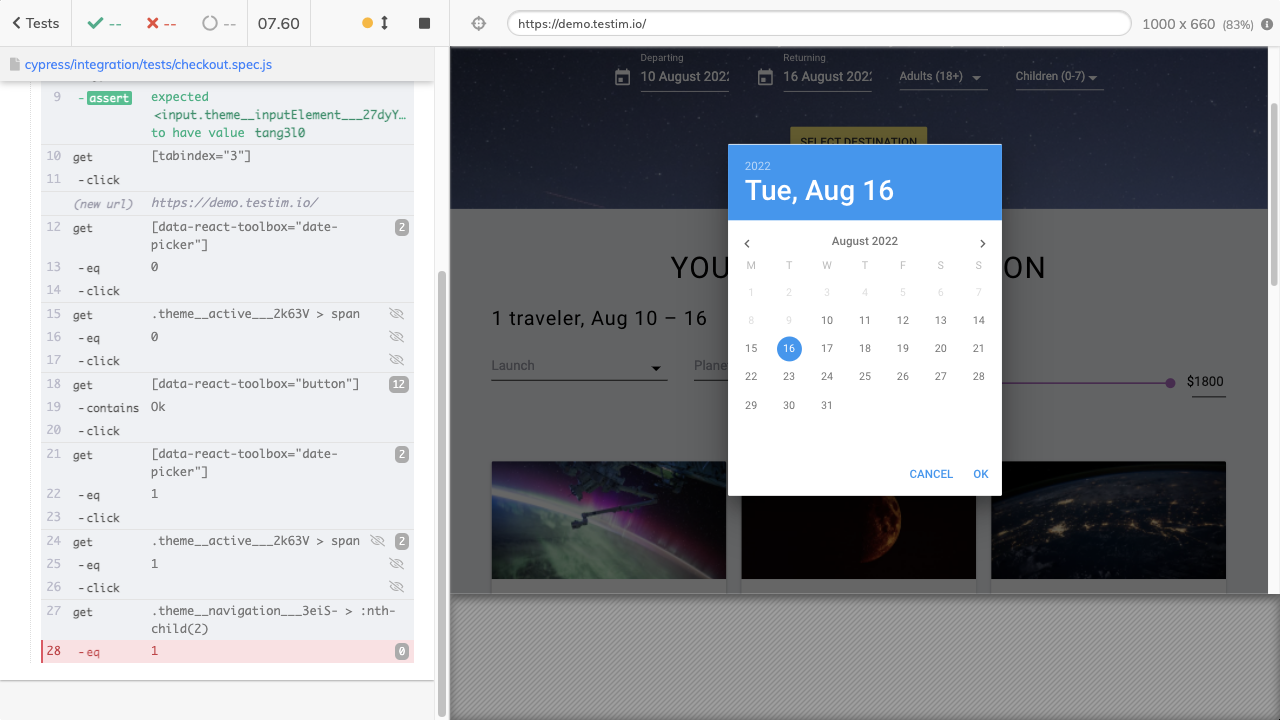 Tests
--
--
--
07.60
https://demo.testim.io/
1000 x 660 (83%)
cypress/integration/tests/checkout.spec.js
9 -assert expected
<input.theme__inputElement___27dyY…
to have value tang3l0
10 get [tabindex="3"]
11 -click
(new url) https://demo.testim.io/
12 get [data-react-toolbox="date-
picker"] 2
13 -eq 0
14 -click
15 get .theme__active___2k63V > span
16 -eq 0
17 -click
18 get [data-react-toolbox="button"] 12
19 -contains Ok
20 -click
21 get [data-react-toolbox="date-
picker"] 2
22 -eq 1
23 -click
24 get .theme__active___2k63V > span 2
25 -eq 1
26 -click
27 get .theme__navigation___3eiS- > :nth-
child(2)
28 -eq 1 0
Departing Returning
10 August 2022 16 August 2022 Adults (18+) Children (0-7)
SELECT DESTINATION
2022
Tue, Aug 16
August 2022
M T W T F S S
1 2 3 4 5 6 7
8 9 10 11 12 13 14
15 16 17 18 19 20 21
22 23 24 25 26 27 28
29 30 31
CANCEL OK
YOU ON
1 traveler, Aug 10 – 16
Launch Plane $1800